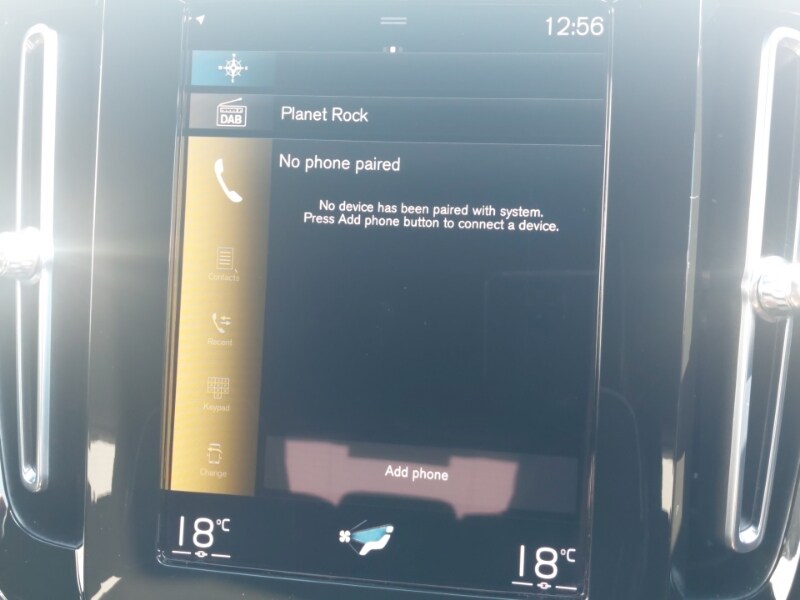 12:56
DAB
Planet Rock
No phone paired
No device has been paired with system.
Press Add phone button to connect a device.
Contacts
Recent
Keypad
Change
Add phone
18°C
18°C